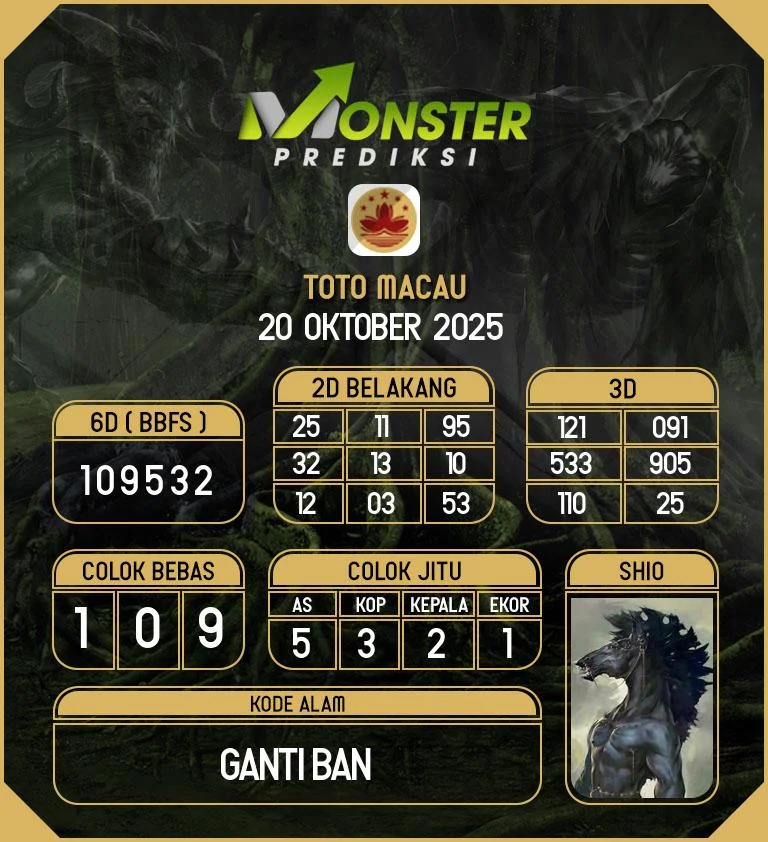 MONSTER
PREDIKSI
TOTO MACAU
20 OKTOBER 2025
6D ( BBFS )
109532
2D BELAKANG
25 11 95
32 13 10
12 03 53
3D
121 091
533 905
110 25
COLOK BEBAS
1 0 9
COLOK JITU
AS KOP KEPALA EKOR
5 3 2 1
SHIO
KODE ALAM
GANTI BAN